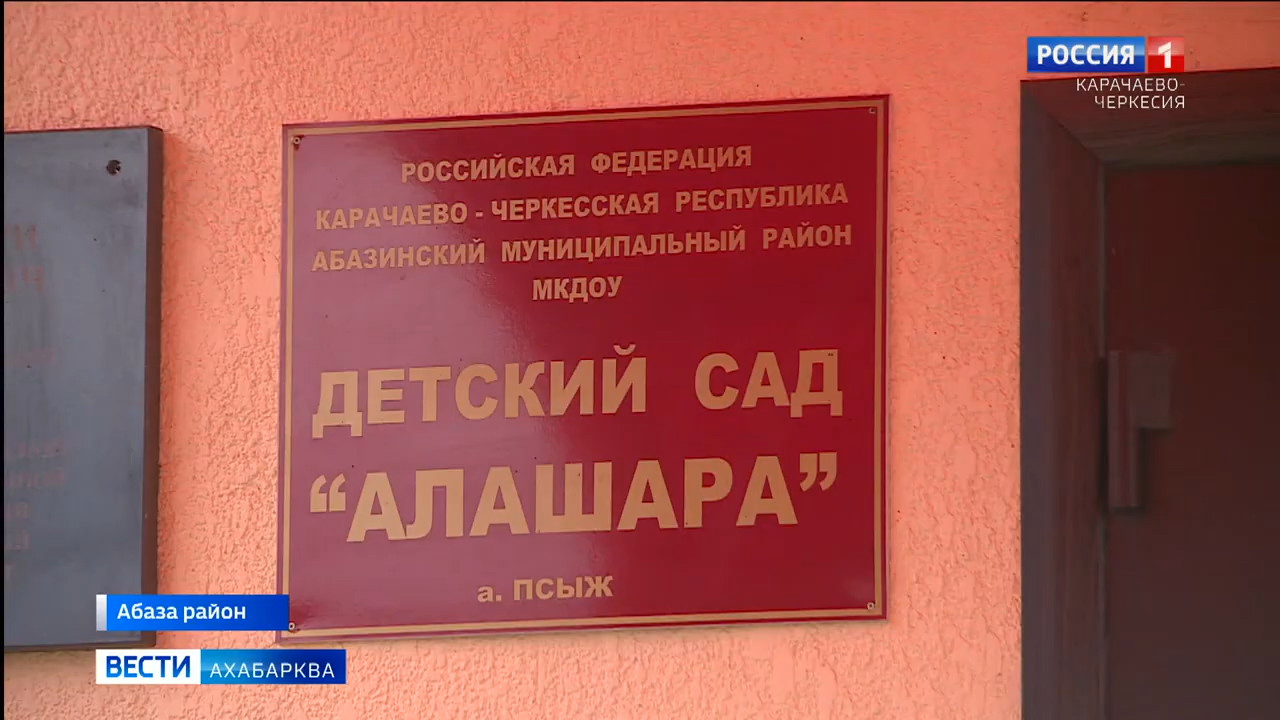 РОССИЯ 1
КАРАЧАЕВО-
ЧЕРКЕСИЯ
РОССИЙСКАЯ ФЕДЕРАЦИЯ
КАРАЧАЕВО - ЧЕРКЕССКАЯ РЕСПУБЛИКА
АБАЗИНСКИЙ МУНИЦИПАЛЬНЫЙ РАЙОН
МКДОУ
ДЕТСКИЙ САД
“АЛАШАРА”
а. ПСЫЖ
Абаза район
ВЕСТИ АХАБАРКВА